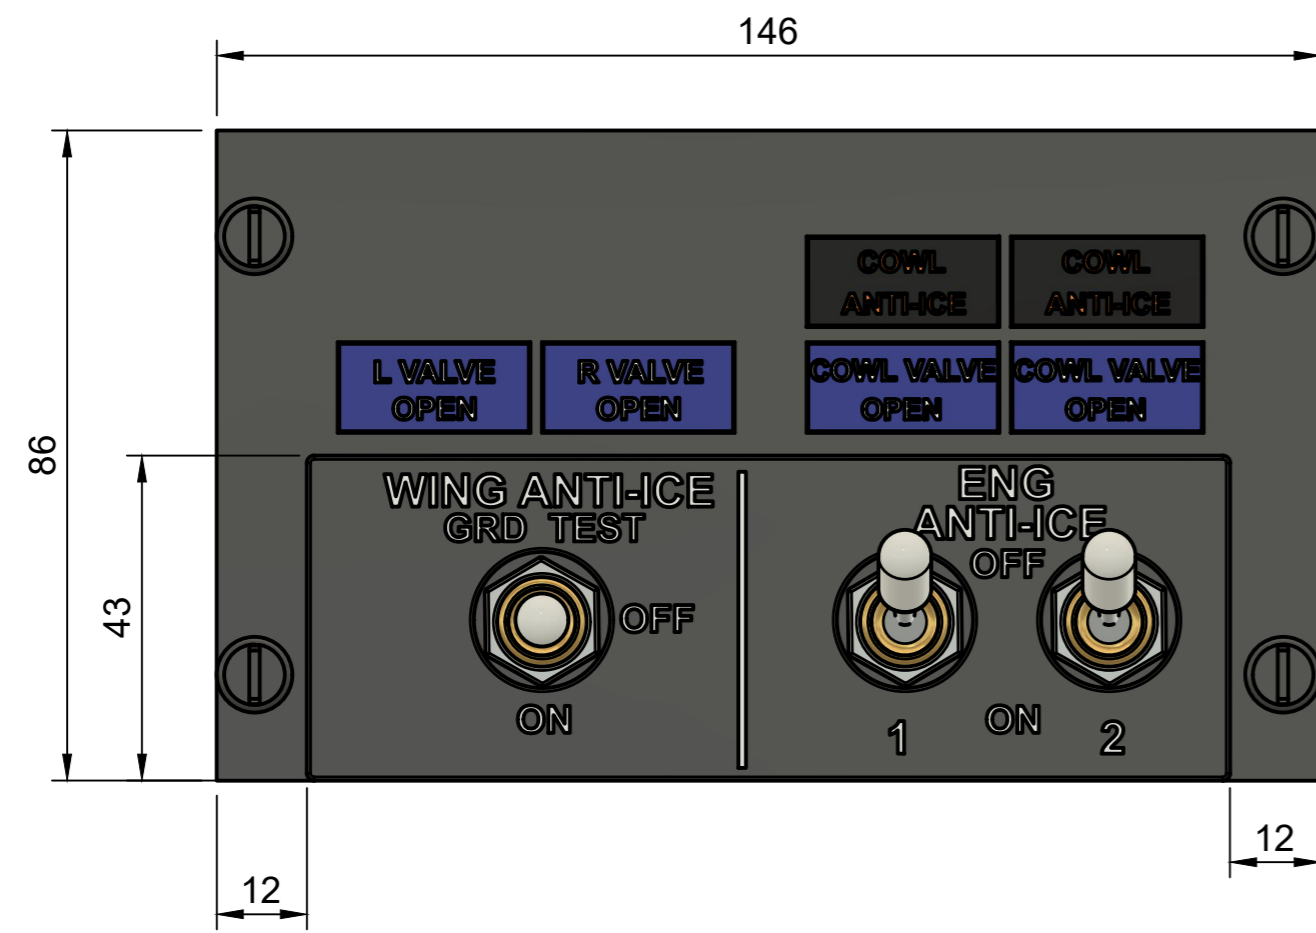 146
86
43
COWL
ANTI-ICE
COWL
ANTI-ICE
L VALVE
OPEN
R VALVE
OPEN
COWL VALVE
OPEN
COWL VALVE
OPEN
WING ANTI-ICE
GRD TEST
OFF
ON
ENG
ANTI-ICE
OFF
1
ON
2
12
12